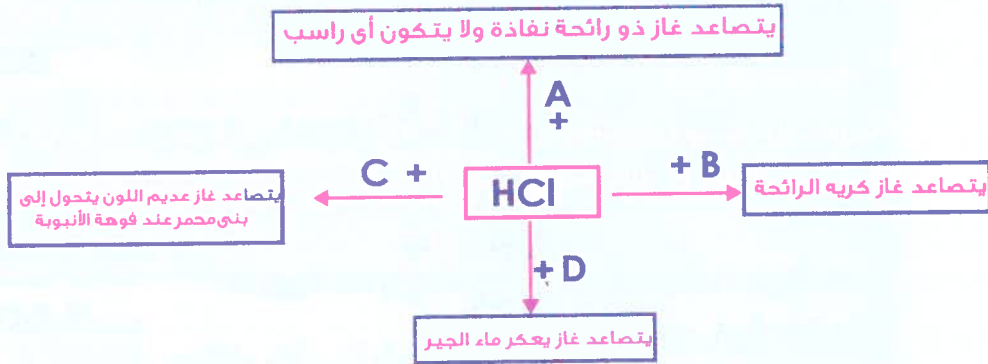 يتصاعد غاز ذو رائحة نفاذة ولا يتكون أى راسب
A
+
C +
HCl
+ B
يتصاعد غاز عديم اللون يتحول إلى
بنى محمر عند فوهة الأنبوبة
يتصاعد غاز كريه الرائحة
+ D
يتصاعد غاز يعكر ماء الجير